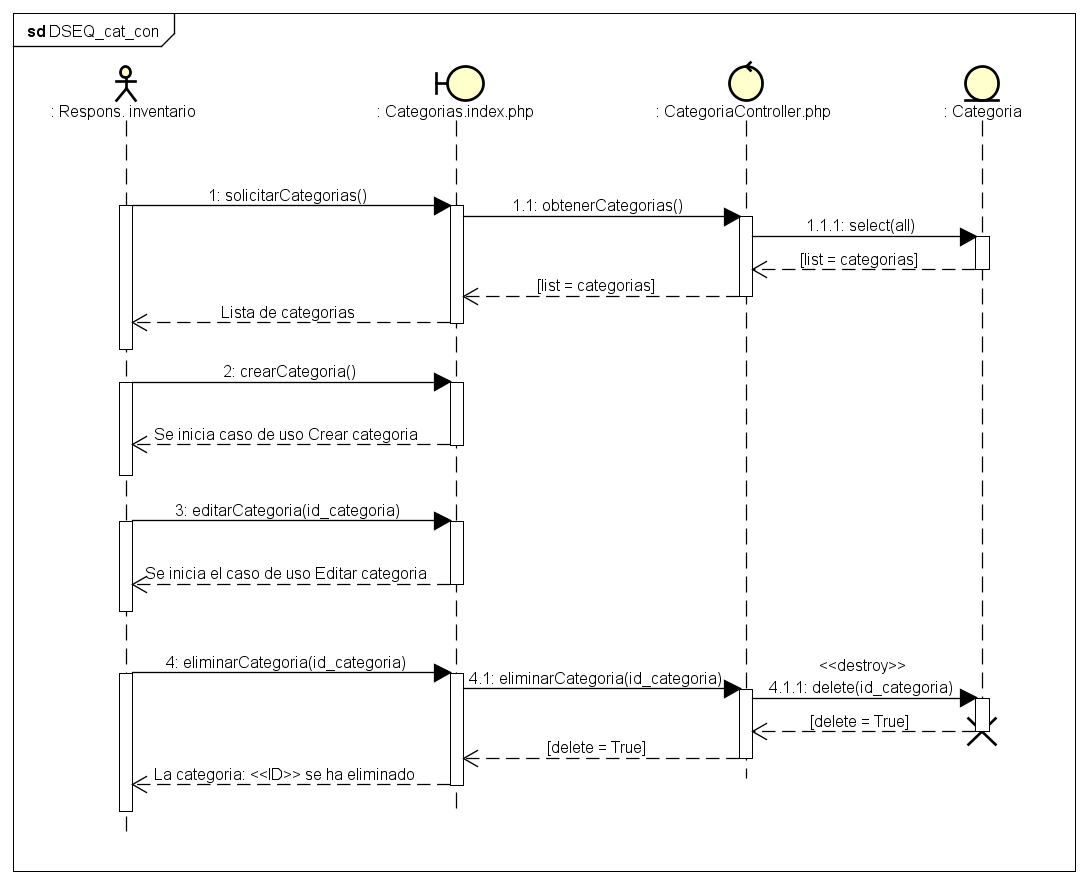 sd DSEQ_cat_con
: Respons. inventario
: Categorias.index.php
: CategoriaController.php
: Categoria
1: solicitarCategorias()
1.1: obtenerCategorias()
1.1.1: select(all)
[list = categorias]
[list = categorias]
Lista de categorias
2: crearCategoria()
Se inicia caso de uso Crear categoria
3: editarCategoria(id_categoria)
Se inicia el caso de uso Editar categoria
4: eliminarCategoria(id_categoria)
4.1: eliminarCategoria(id_categoria)
<<destroy>>
4.1.1: delete(id_categoria)
[delete = True]
[delete = True]
La categoria: <<ID>> se ha eliminado